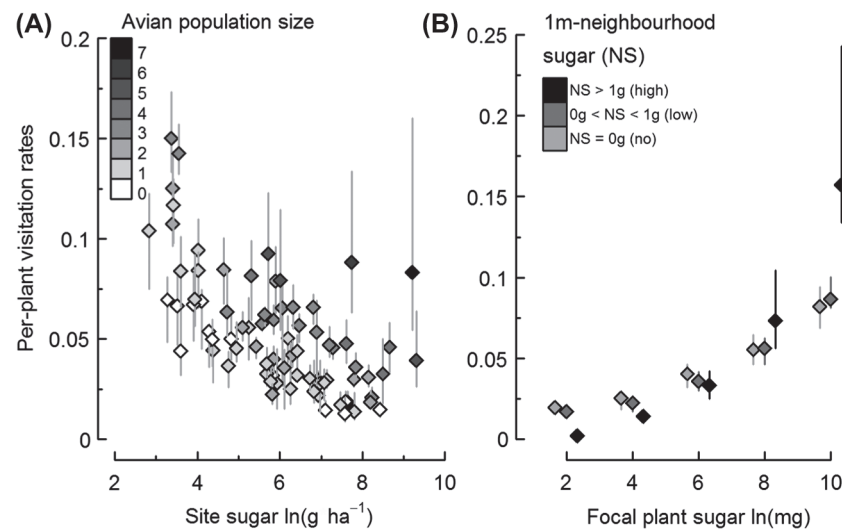 (A) Avian population size
0.2
0.15
0.1
0.05
0
Per-plant visitation rates
7
6
5
4
3
2
1
0
2 4 6 8 10
Site sugar ln(g ha⁻¹)
(B) 1m-neighbourhood
sugar (NS)
NS > 1g (high)
0g < NS < 1g (low)
NS = 0g (no)
0.25
0.2
0.15
0.1
0.05
0
2 4 6 8 10
Focal plant sugar ln(mg)